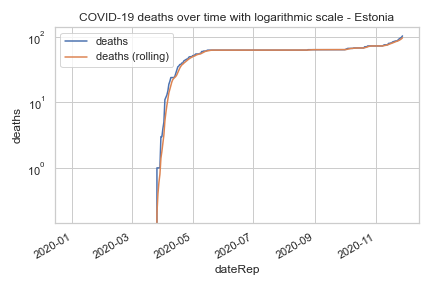 COVID-19 deaths over time with logarithmic scale - Estonia
deaths
deaths (rolling)
10²
10¹
10⁰
deaths
2020-01
2020-03
2020-05
2020-07
2020-09
2020-11
dateRep